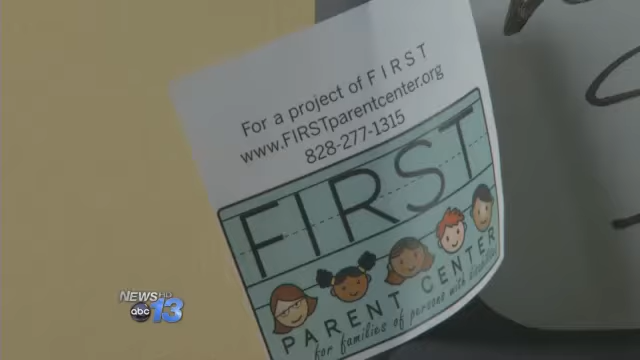 For a project of F I R S T
www.FIRSTparentcenter.org
828-277-1315
FIRST
PARENT CENTER
for families of persons with disabilities
NEWS HD
abc 13